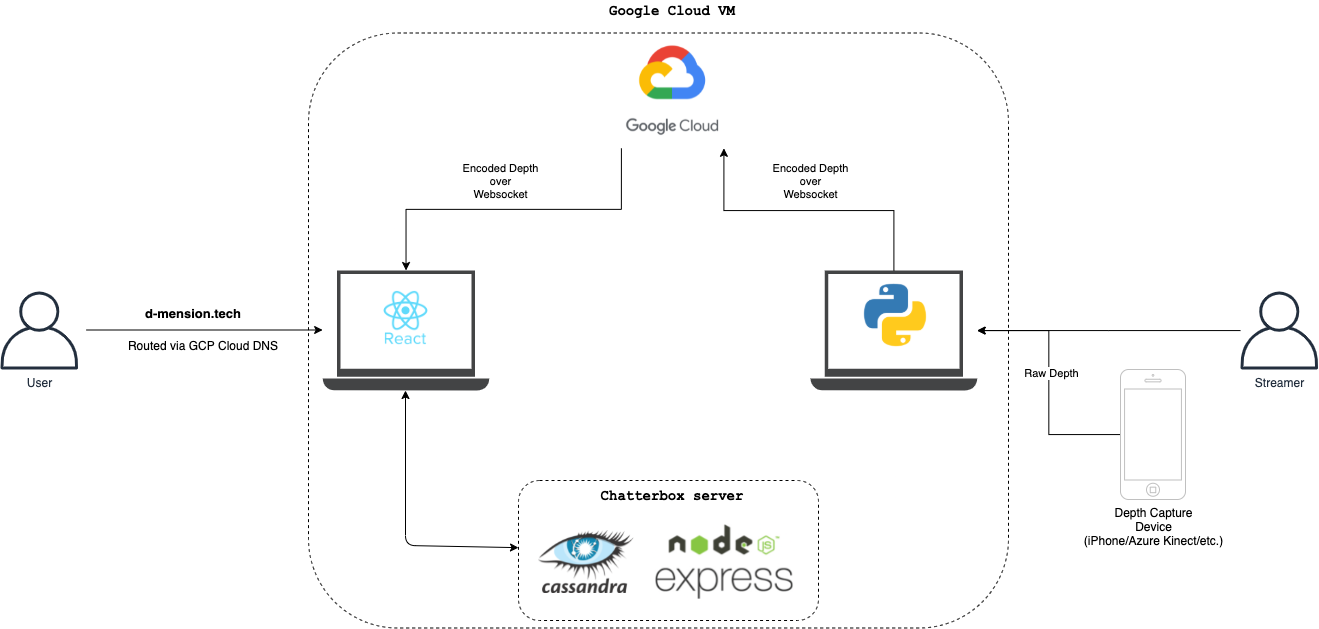 Google Cloud VM
Google Cloud
Encoded Depth
over
Websocket
Encoded Depth
over
Websocket
d-mension.tech
Routed via GCP Cloud DNS
User
React
Raw Depth
Streamer
Depth Capture
Device
(iPhone/Azure Kinect/etc.)
Chatterbox server
cassandra
node
JS
express